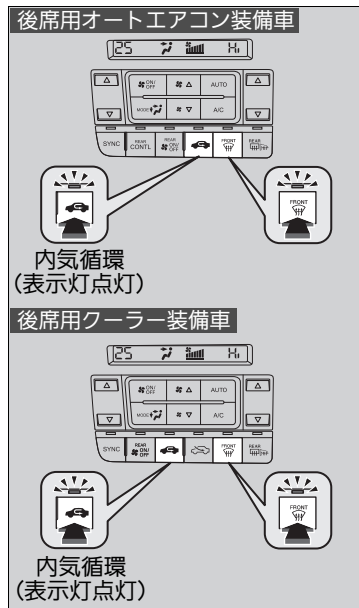 後席用オートエアコン装備車
25 Hi
ON/OFF AUTO
MODE A/C
SYNC REAR CONTL REAR ON/OFF FRONT REAR
FRONT
内気循環
(表示灯点灯)
後席用クーラー装備車
25 Hi
ON/OFF AUTO
MODE A/C
SYNC REAR ON/OFF FRONT REAR
FRONT
内気循環
(表示灯点灯)